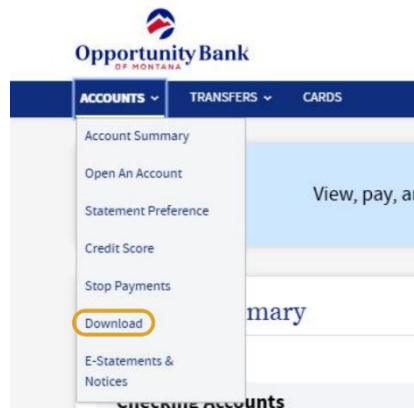 Opportunity Bank
OF MONTANA
ACCOUNTS TRANSFERS CARDS
Account Summary
Open An Account
Statement Preference
View, pay, a
Credit Score
Stop Payments
Download
mary
E-Statements &
Notices
Checking Accounts